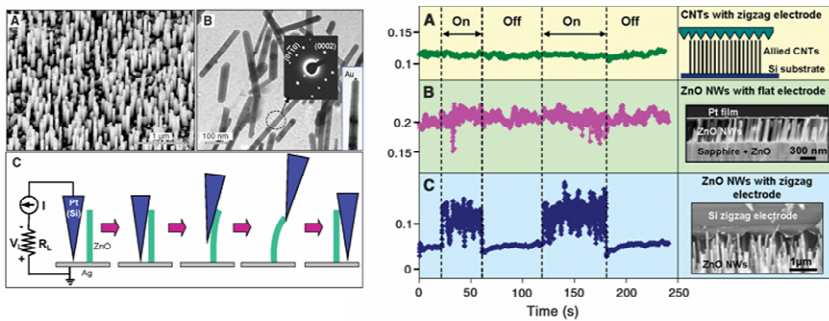 A
1 μm
B
(0110)
(0002)
Au
100 nm
C
I
-
V_L
R_L
+
Pt
(Si)
ZnO
Ag
A
On
Off
On
Off
0.15
0.1
CNTs with zigzag electrode
Allied CNTs
Si substrate
B
0.2
0.15
ZnO NWs with flat electrode
Pt film
ZnO NWs
Sapphire + ZnO
300 nm
C
0.1
0
ZnO NWs with zigzag
electrode
Si zigzag electrode
ZnO NWs
1μm
0 50 100 150 200 250
Time (s)